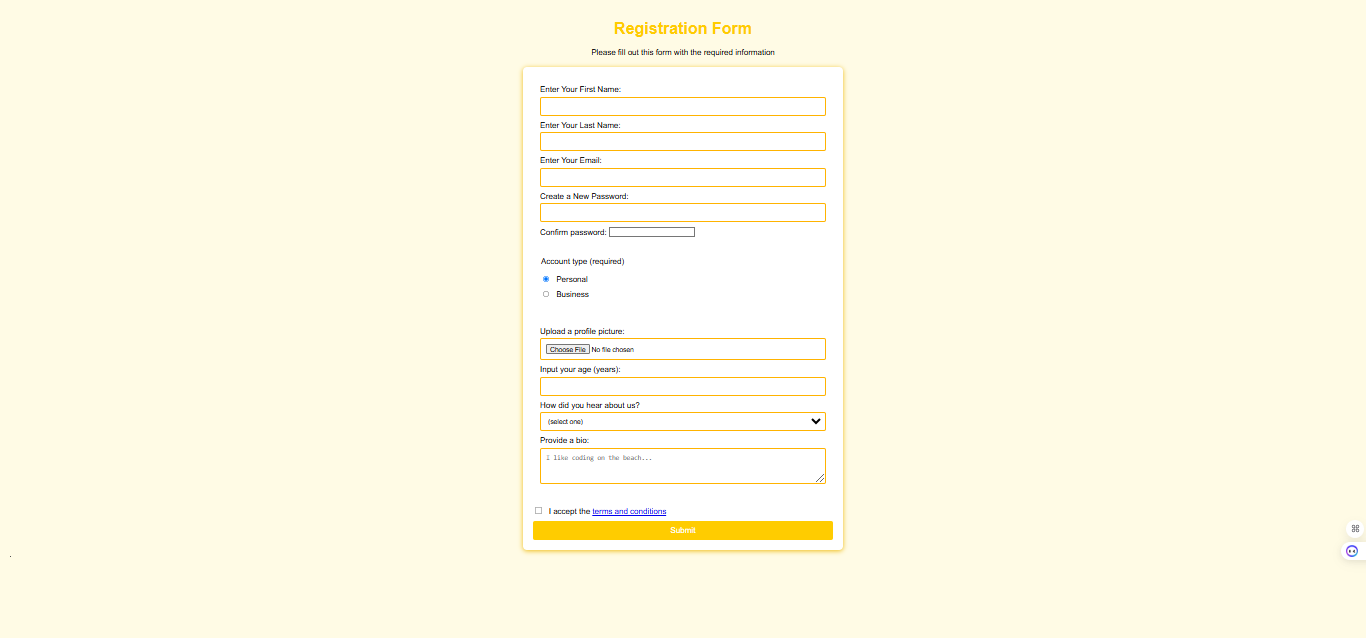 Registration Form
Please fill out this form with the required information
Enter Your First Name:
Enter Your Last Name:
Enter Your Email:
Create a New Password:
Confirm password:
Account type (required)
Personal
Business
Upload a profile picture:
Choose File No file chosen
Input your age (years):
How did you hear about us?
(select one)
Provide a bio:
I like coding on the beach...
I accept the terms and conditions
Submit
.